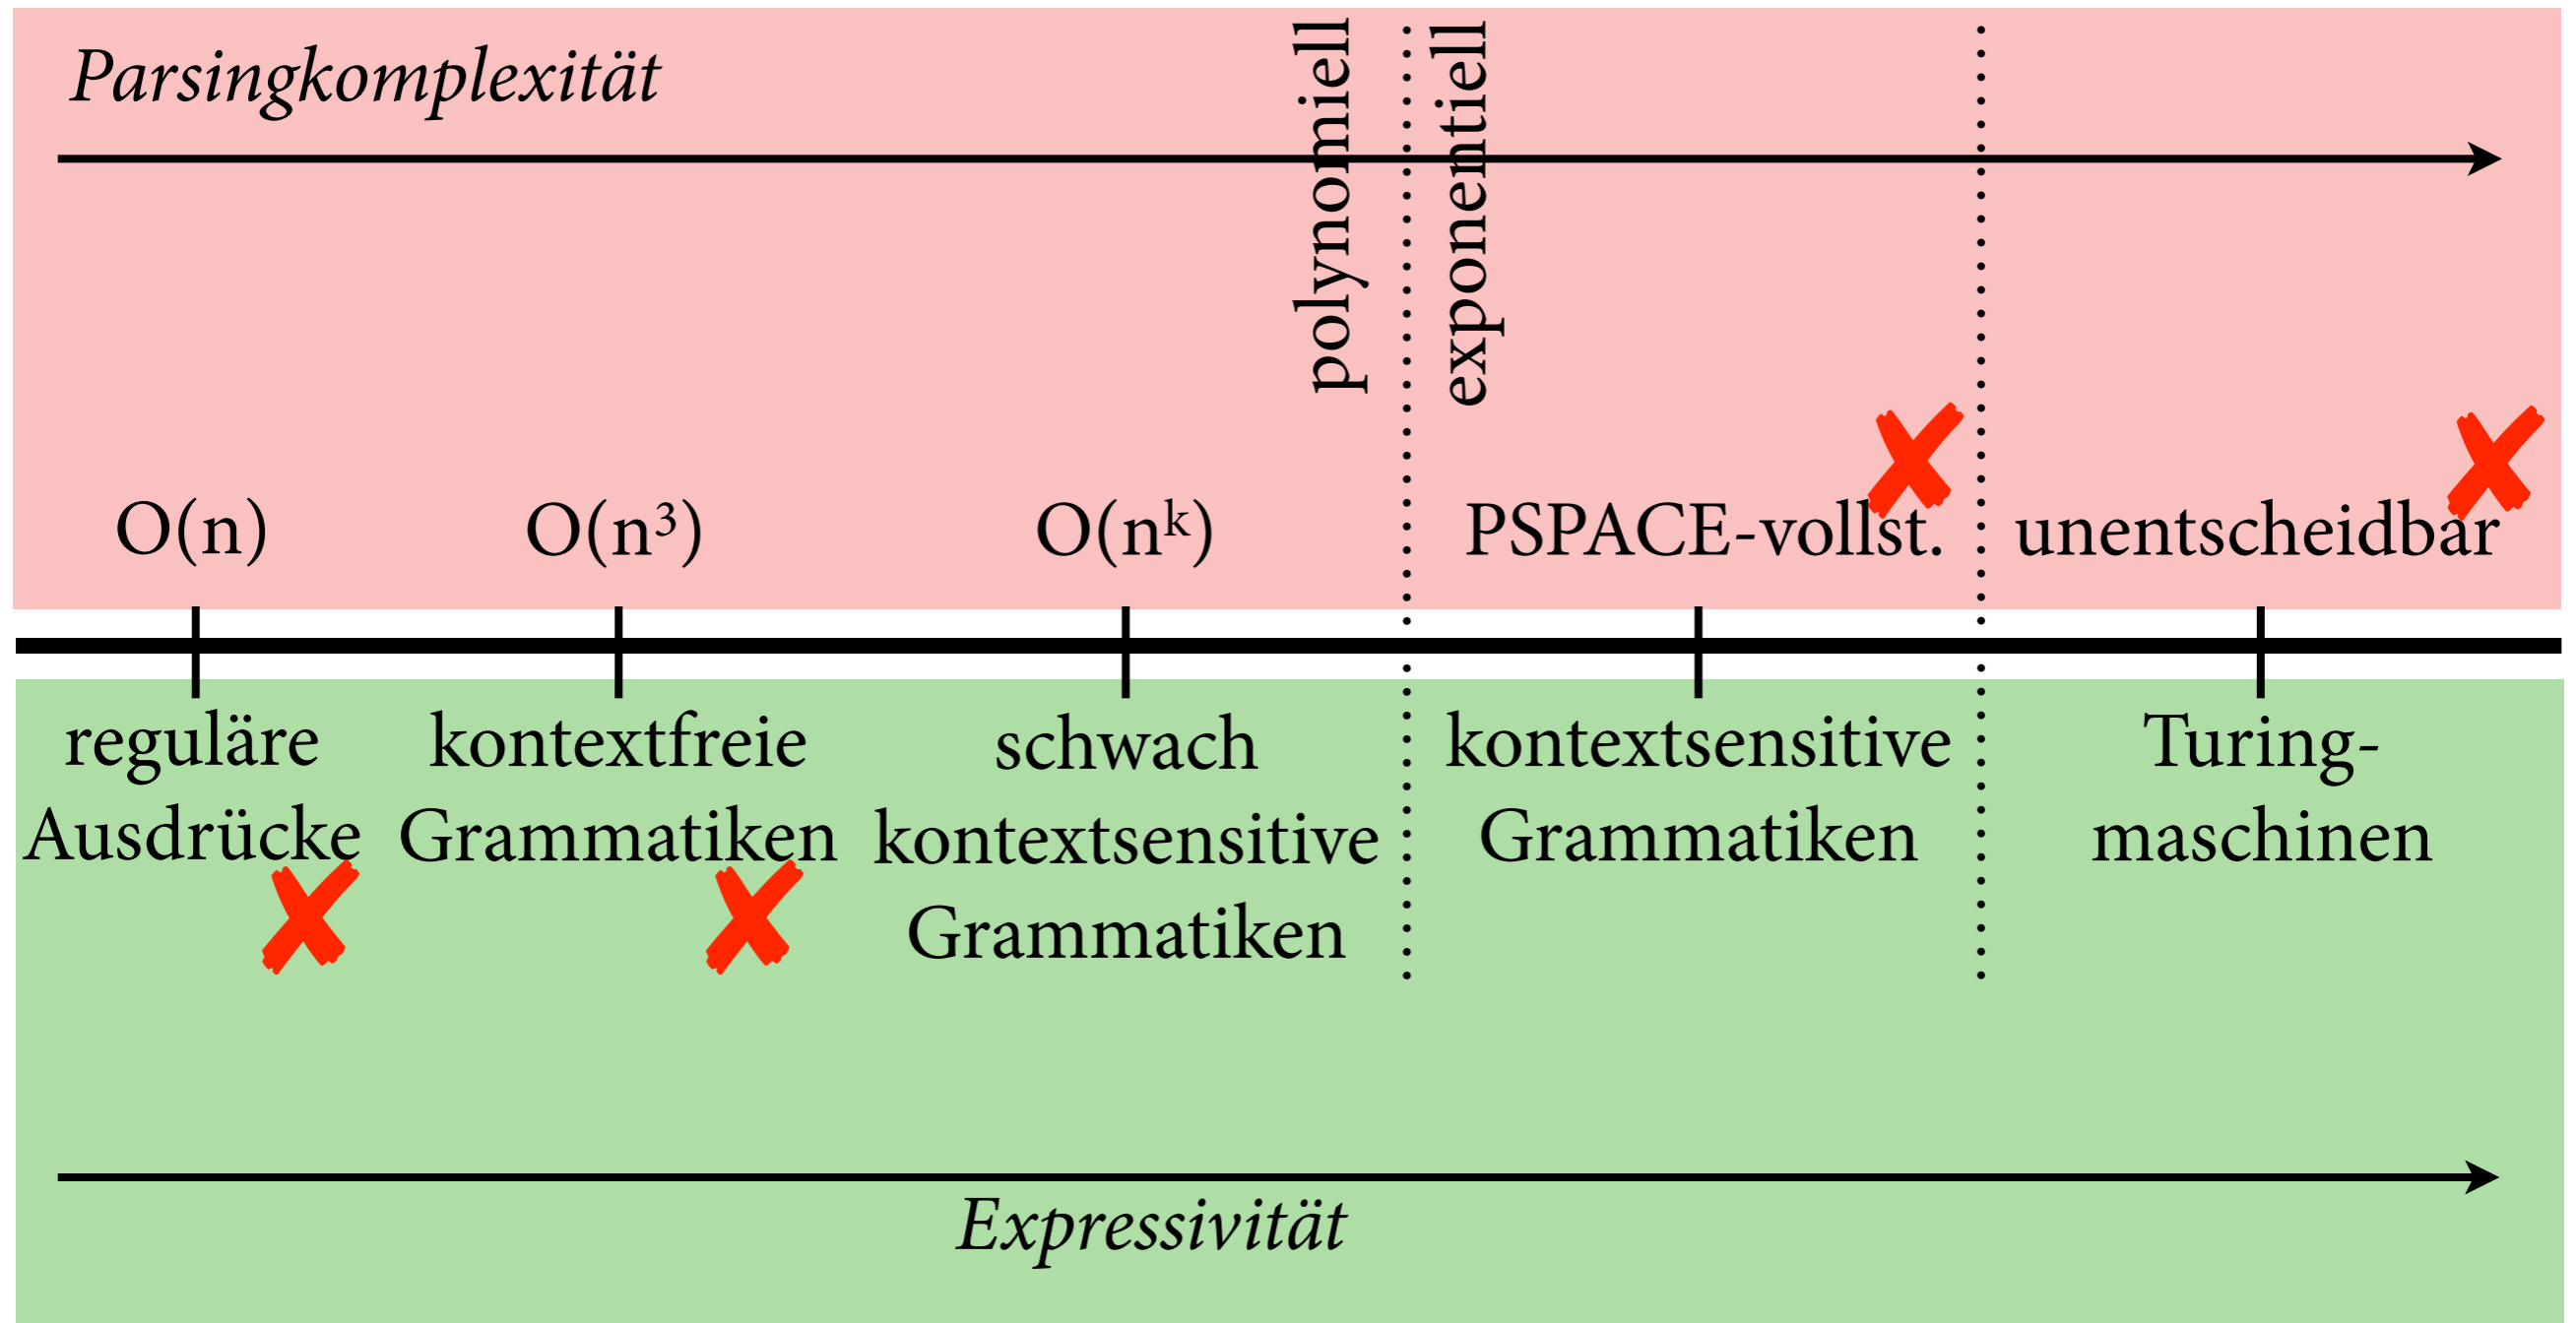 Parsingkomplexität
polynomiell
exponentiell
O(n)
O(n³)
O(nᵏ)
PSPACE-vollst.
unentscheidbar
reguläre
Ausdrücke
kontextfreie
Grammatiken
schwach
kontextsensitive
Grammatiken
kontextsensitive
Grammatiken
Turing-
maschinen
Expressivität